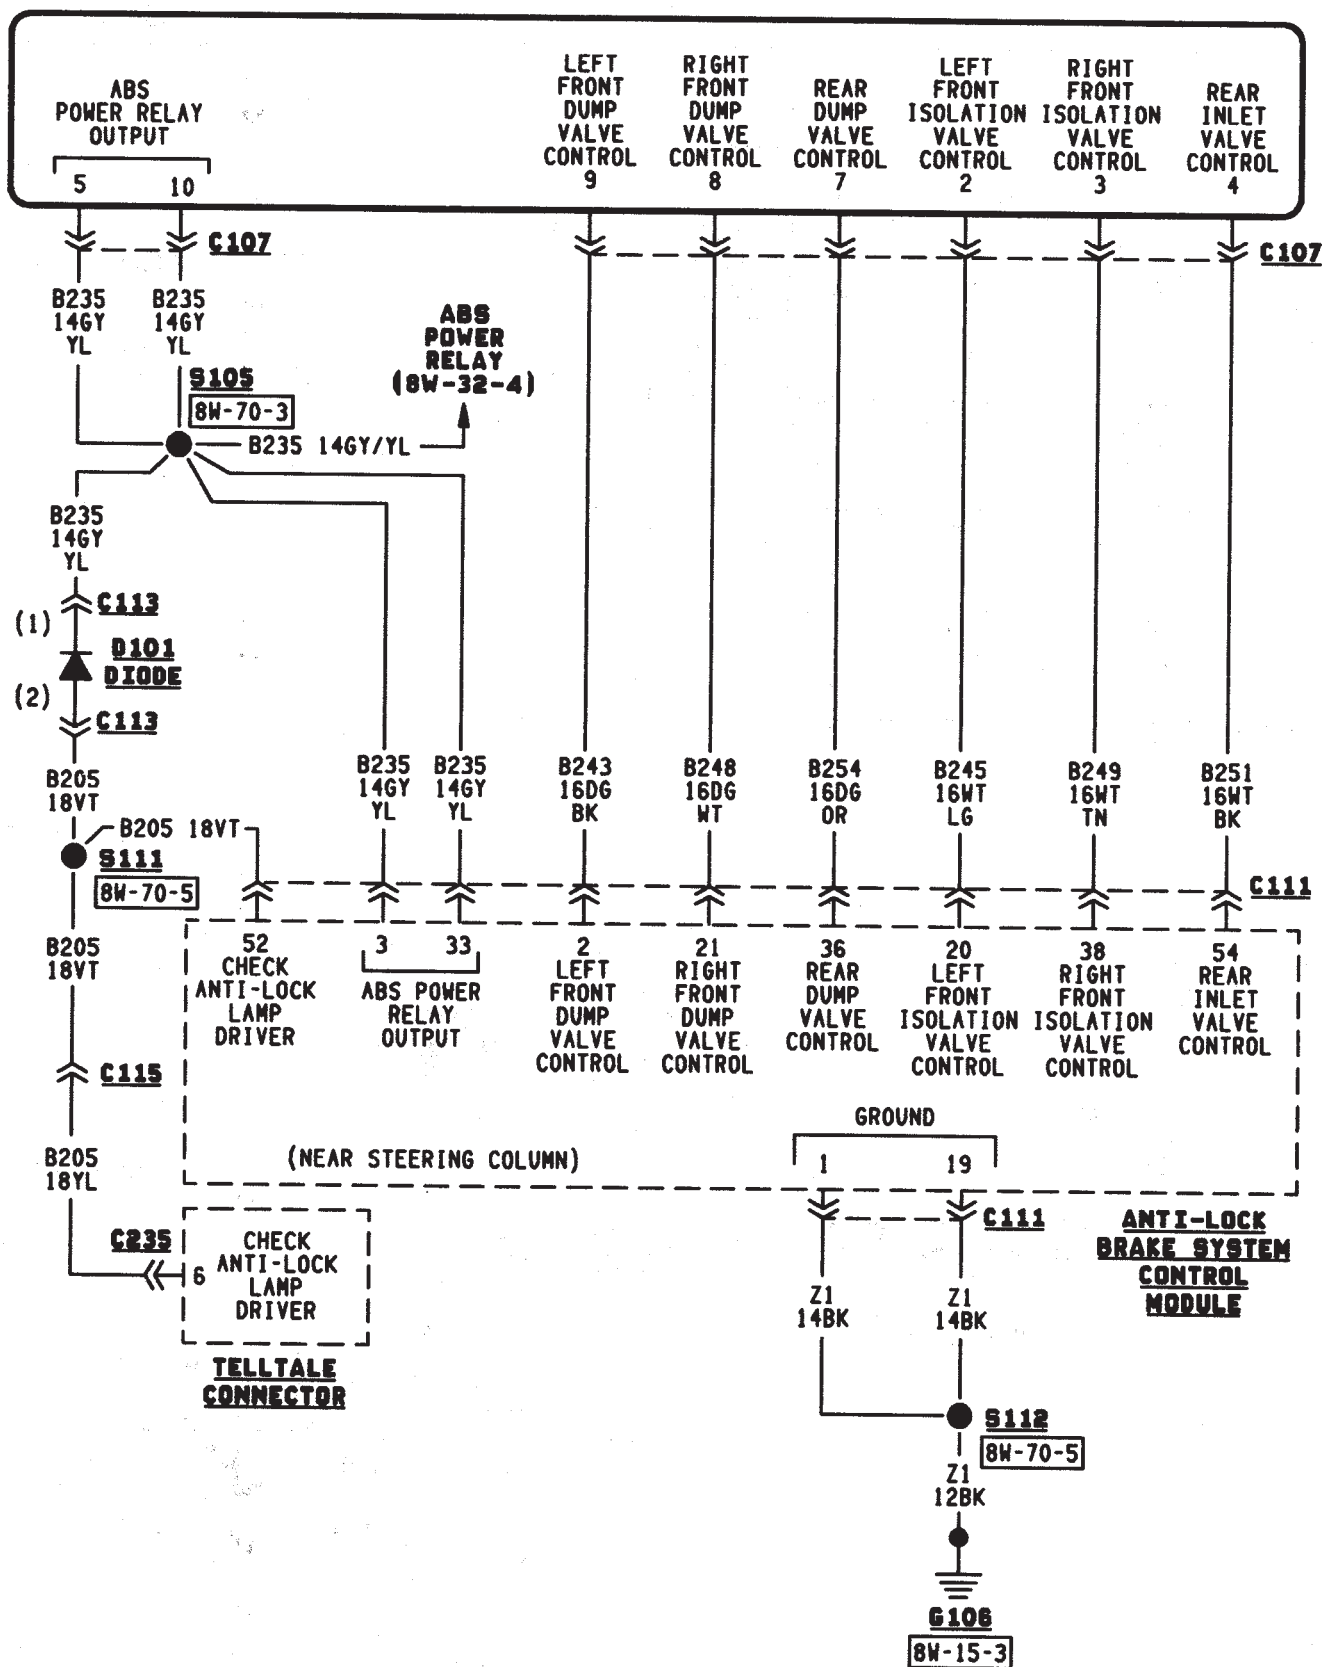 ABS
POWER RELAY
OUTPUT
5
10
LEFT
FRONT
DUMP
VALVE
CONTROL
9
RIGHT
FRONT
DUMP
VALVE
CONTROL
8
REAR
DUMP
VALVE
CONTROL
7
LEFT
FRONT
ISOLATION
VALVE
CONTROL
2
RIGHT
FRONT
ISOLATION
VALVE
CONTROL
3
REAR
INLET
VALVE
CONTROL
4
C107
C107
B235
14GY
YL
B235
14GY
YL
ABS
POWER
RELAY
(8W-32-4)
S105
8W-70-3
B235 14GY/YL
B235
14GY
YL
C113
(1)
D101
DIODE
(2)
C113
B205
18VT
B205 18VT
S111
8W-70-5
B235
14GY
YL
B235
14GY
YL
B243
16DG
BK
B248
16DG
WT
B254
16DG
OR
B245
16WT
LG
B249
16WT
TN
B251
16WT
BK
C111
B205
18VT
52
CHECK
ANTI-LOCK
LAMP
DRIVER
3
33
ABS POWER
RELAY
OUTPUT
2
LEFT
FRONT
DUMP
VALVE
CONTROL
21
RIGHT
FRONT
DUMP
VALVE
CONTROL
36
REAR
DUMP
VALVE
CONTROL
20
LEFT
FRONT
ISOLATION
VALVE
CONTROL
38
RIGHT
FRONT
ISOLATION
VALVE
CONTROL
54
REAR
INLET
VALVE
CONTROL
C115
GROUND
1
19
(NEAR STEERING COLUMN)
B205
18YL
C111
ANTI-LOCK
BRAKE SYSTEM
CONTROL
MODULE
C235
6
CHECK
ANTI-LOCK
LAMP
DRIVER
TELLTALE
CONNECTOR
Z1
14BK
Z1
14BK
S112
8W-70-5
Z1
12BK
G106
8W-15-3